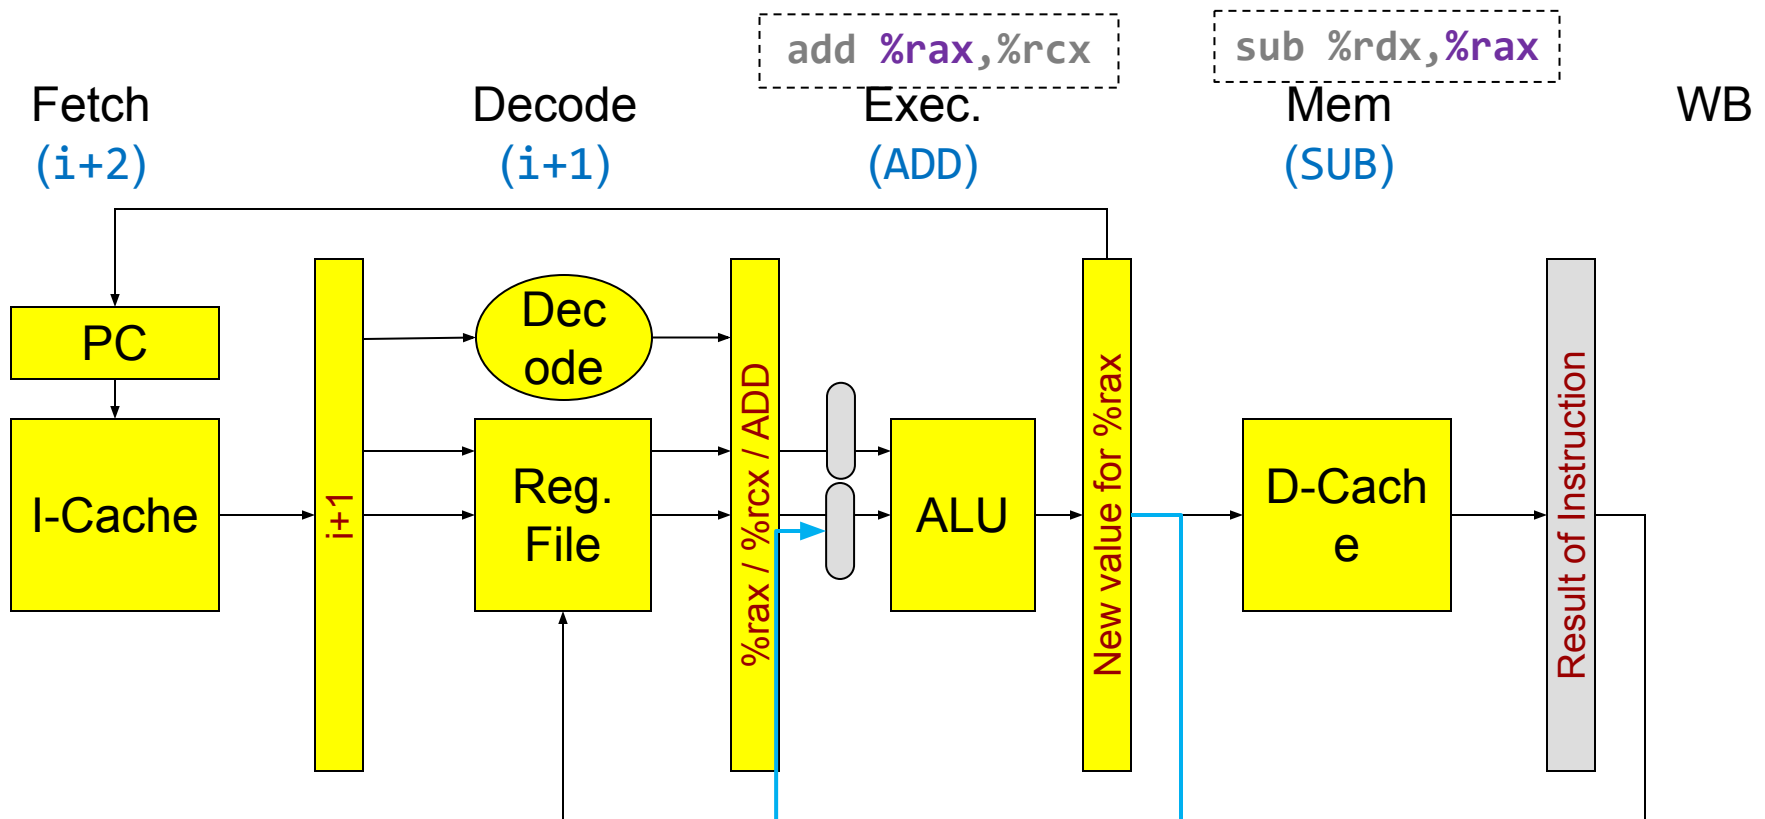 add %rax,%rcx
sub %rdx,%rax
Fetch
(i+2)
Decode
(i+1)
Exec.
(ADD)
Mem
(SUB)
WB
PC
I-Cache
i+1
Dec
ode
Reg.
File
%rax / %rcx / ADD
ALU
New value for %rax
D-Cach
e
Result of Instruction